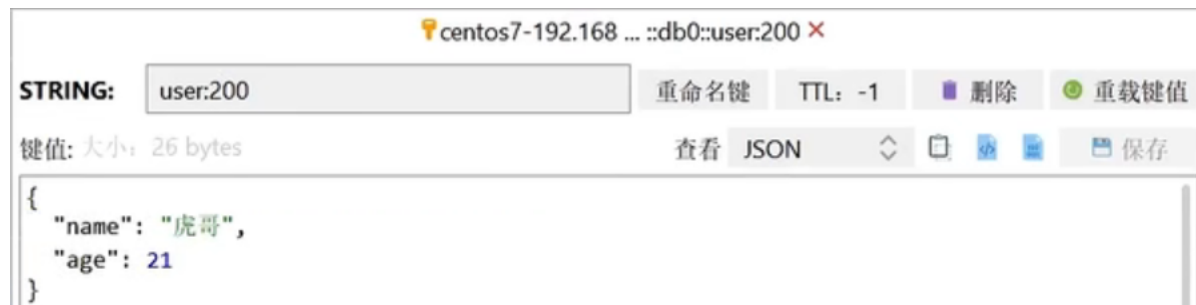 centos7-192.168 ... ::db0::user:200
STRING: user:200 重命名键 TTL: -1 删除 重载键值
键值: 大小: 26 bytes 查看 JSON 保存
{
"name": "虎哥",
"age": 21
}